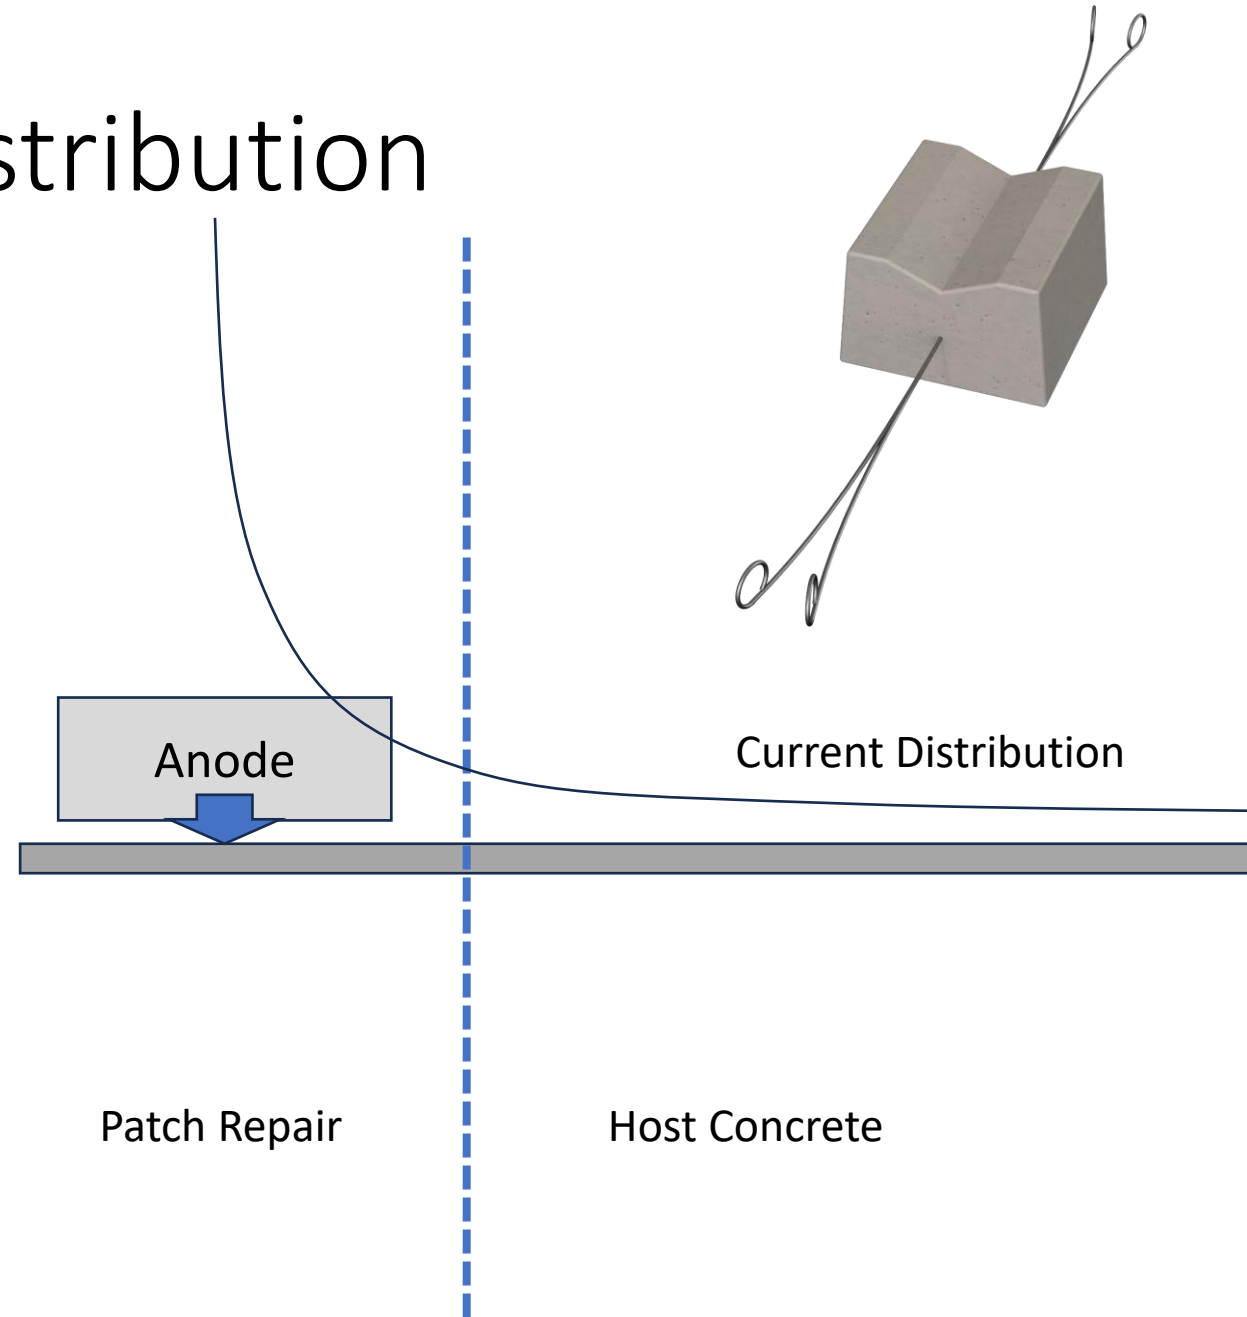 stribution
Anode
Current Distribution
Patch Repair
Host Concrete